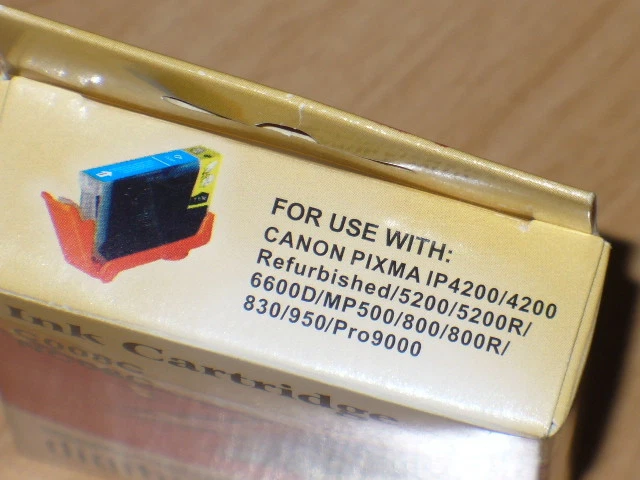 FOR USE WITH:
CANON PIXMA IP4200/4200
Refurbished/5200/5200R/
6600D/MP500/800/800R/
830/950/Pro9000
Ink Cartridge